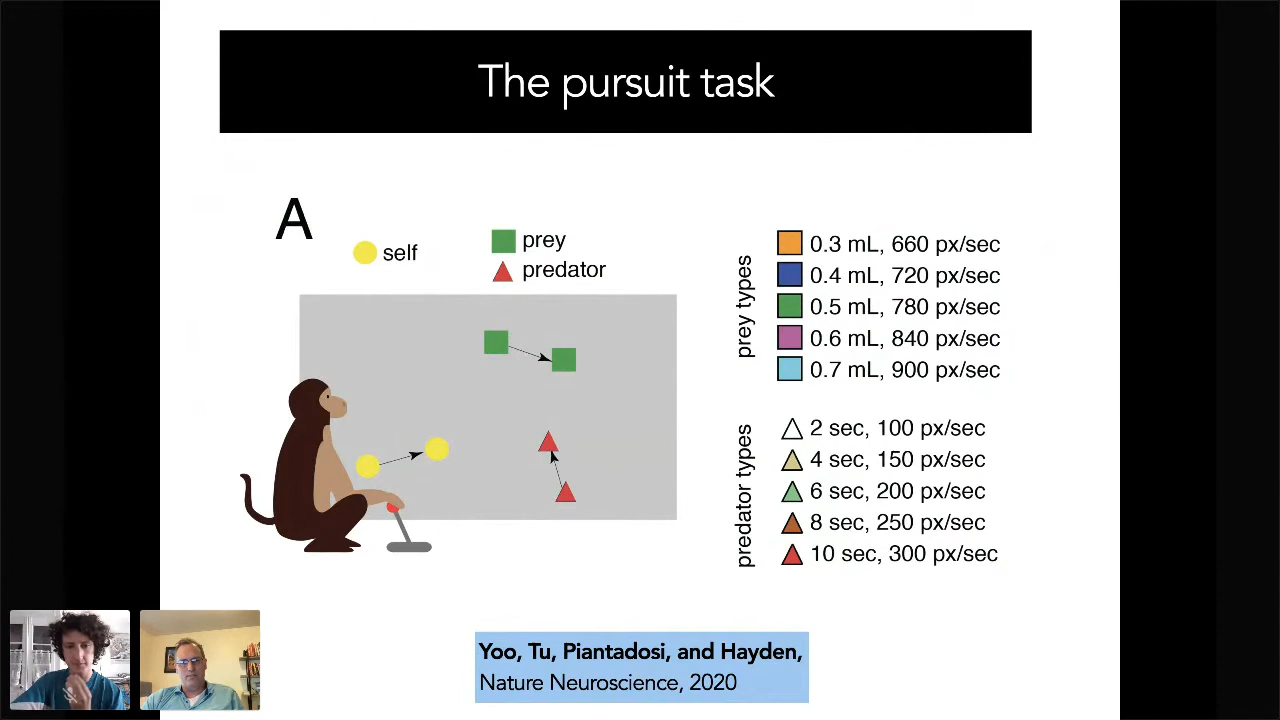 The pursuit task
A
self
prey
predator
prey types
0.3 mL, 660 px/sec
0.4 mL, 720 px/sec
0.5 mL, 780 px/sec
0.6 mL, 840 px/sec
0.7 mL, 900 px/sec
predator types
2 sec, 100 px/sec
4 sec, 150 px/sec
6 sec, 200 px/sec
8 sec, 250 px/sec
10 sec, 300 px/sec
Yoo, Tu, Piantadosi, and Hayden,
Nature Neuroscience, 2020